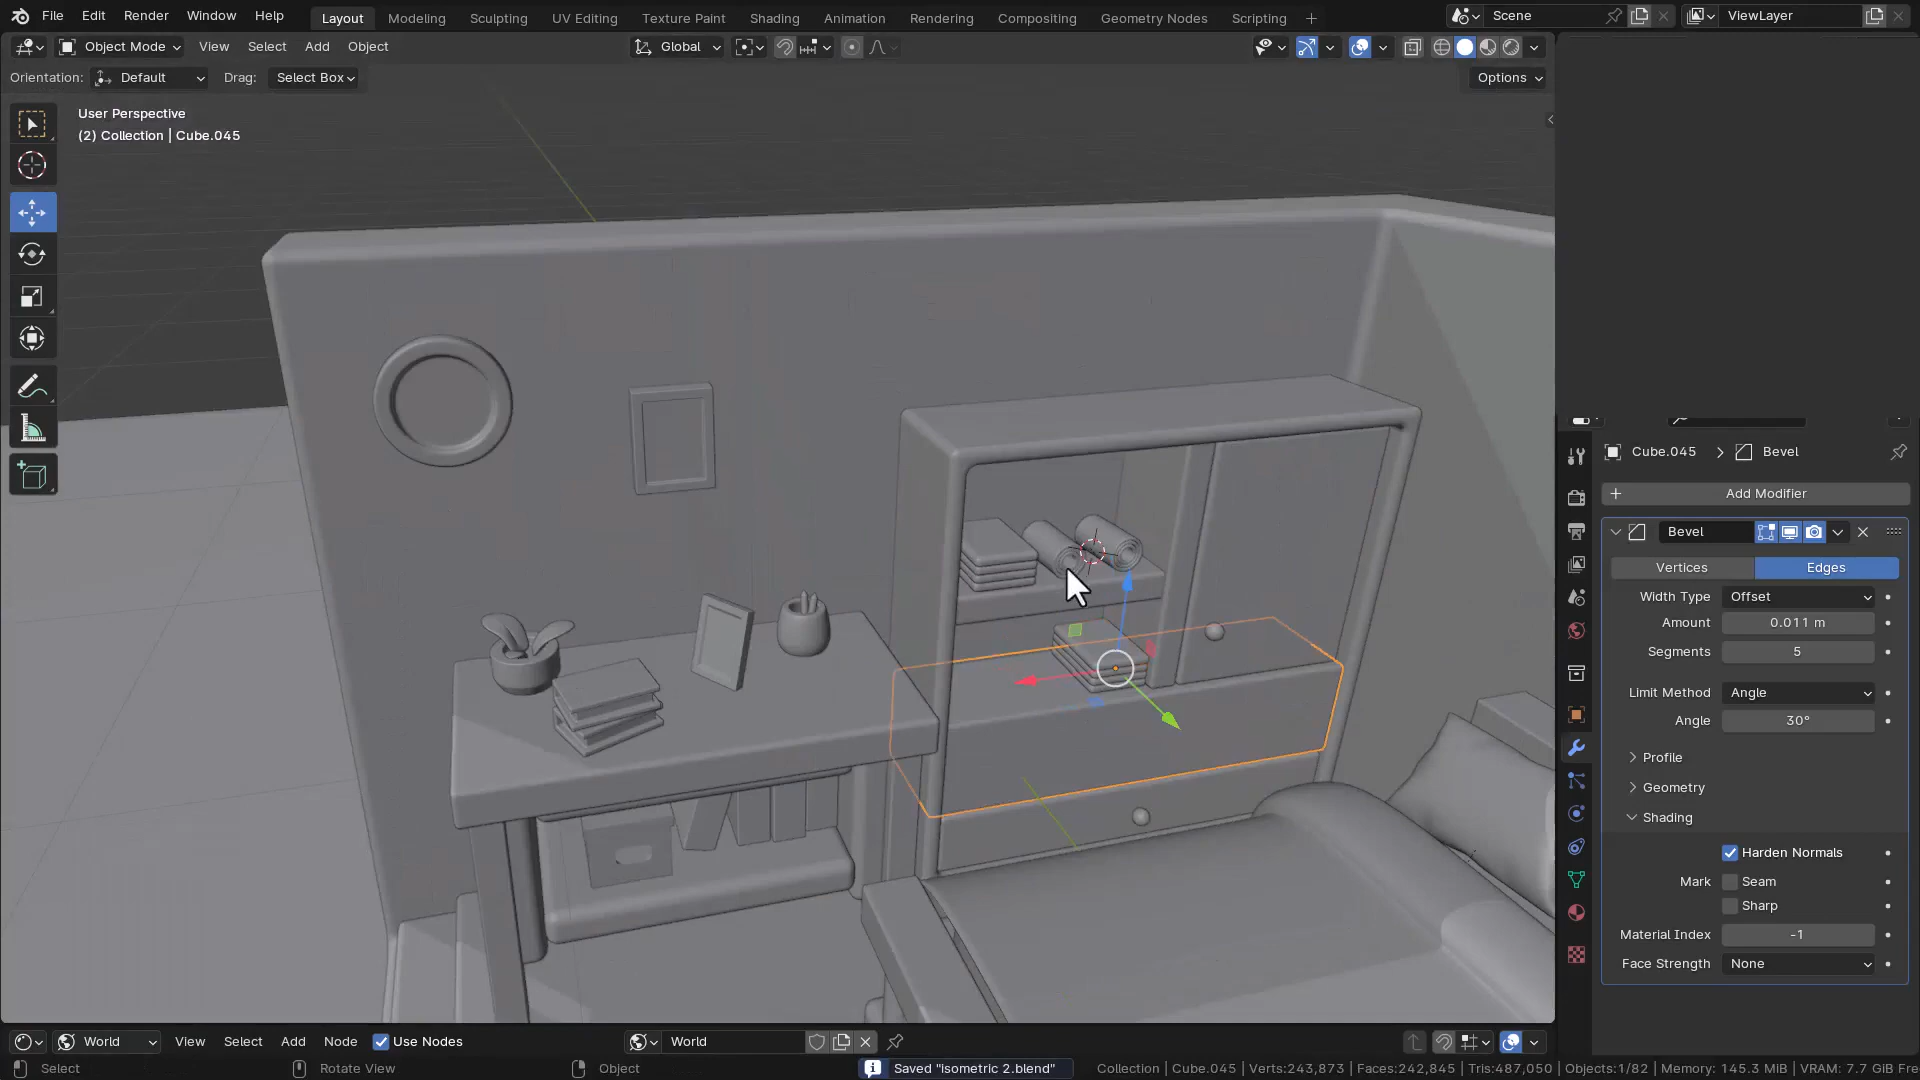 File Edit Render Window Help Layout Modeling Sculpting UV Editing Texture Paint Shading Animation Rendering Compositing Geometry Nodes Scripting + Scene ViewLayer
Object Mode View Select Add Object Global
Orientation: Default Drag: Select Box Options
User Perspective
(2) Collection | Cube.045
Cube.045 > Bevel
+ Add Modifier
Bevel
Vertices Edges
Width Type Offset
Amount 0.011 m
Segments 5
Limit Method Angle
Angle 30°
Profile
Geometry
Shading
Harden Normals
Mark Seam
Sharp
Material Index -1
Face Strength None
World View Select Add Node Use Nodes World
Select Rotate View Object Saved "isometric 2.blend" Collection | Cube.045 | Verts:243,873 | Faces:242,845 | Tris:487,050 | Objects:1/82 | Memory: 145.3 MiB | VRAM: 7.7 GiB Fre